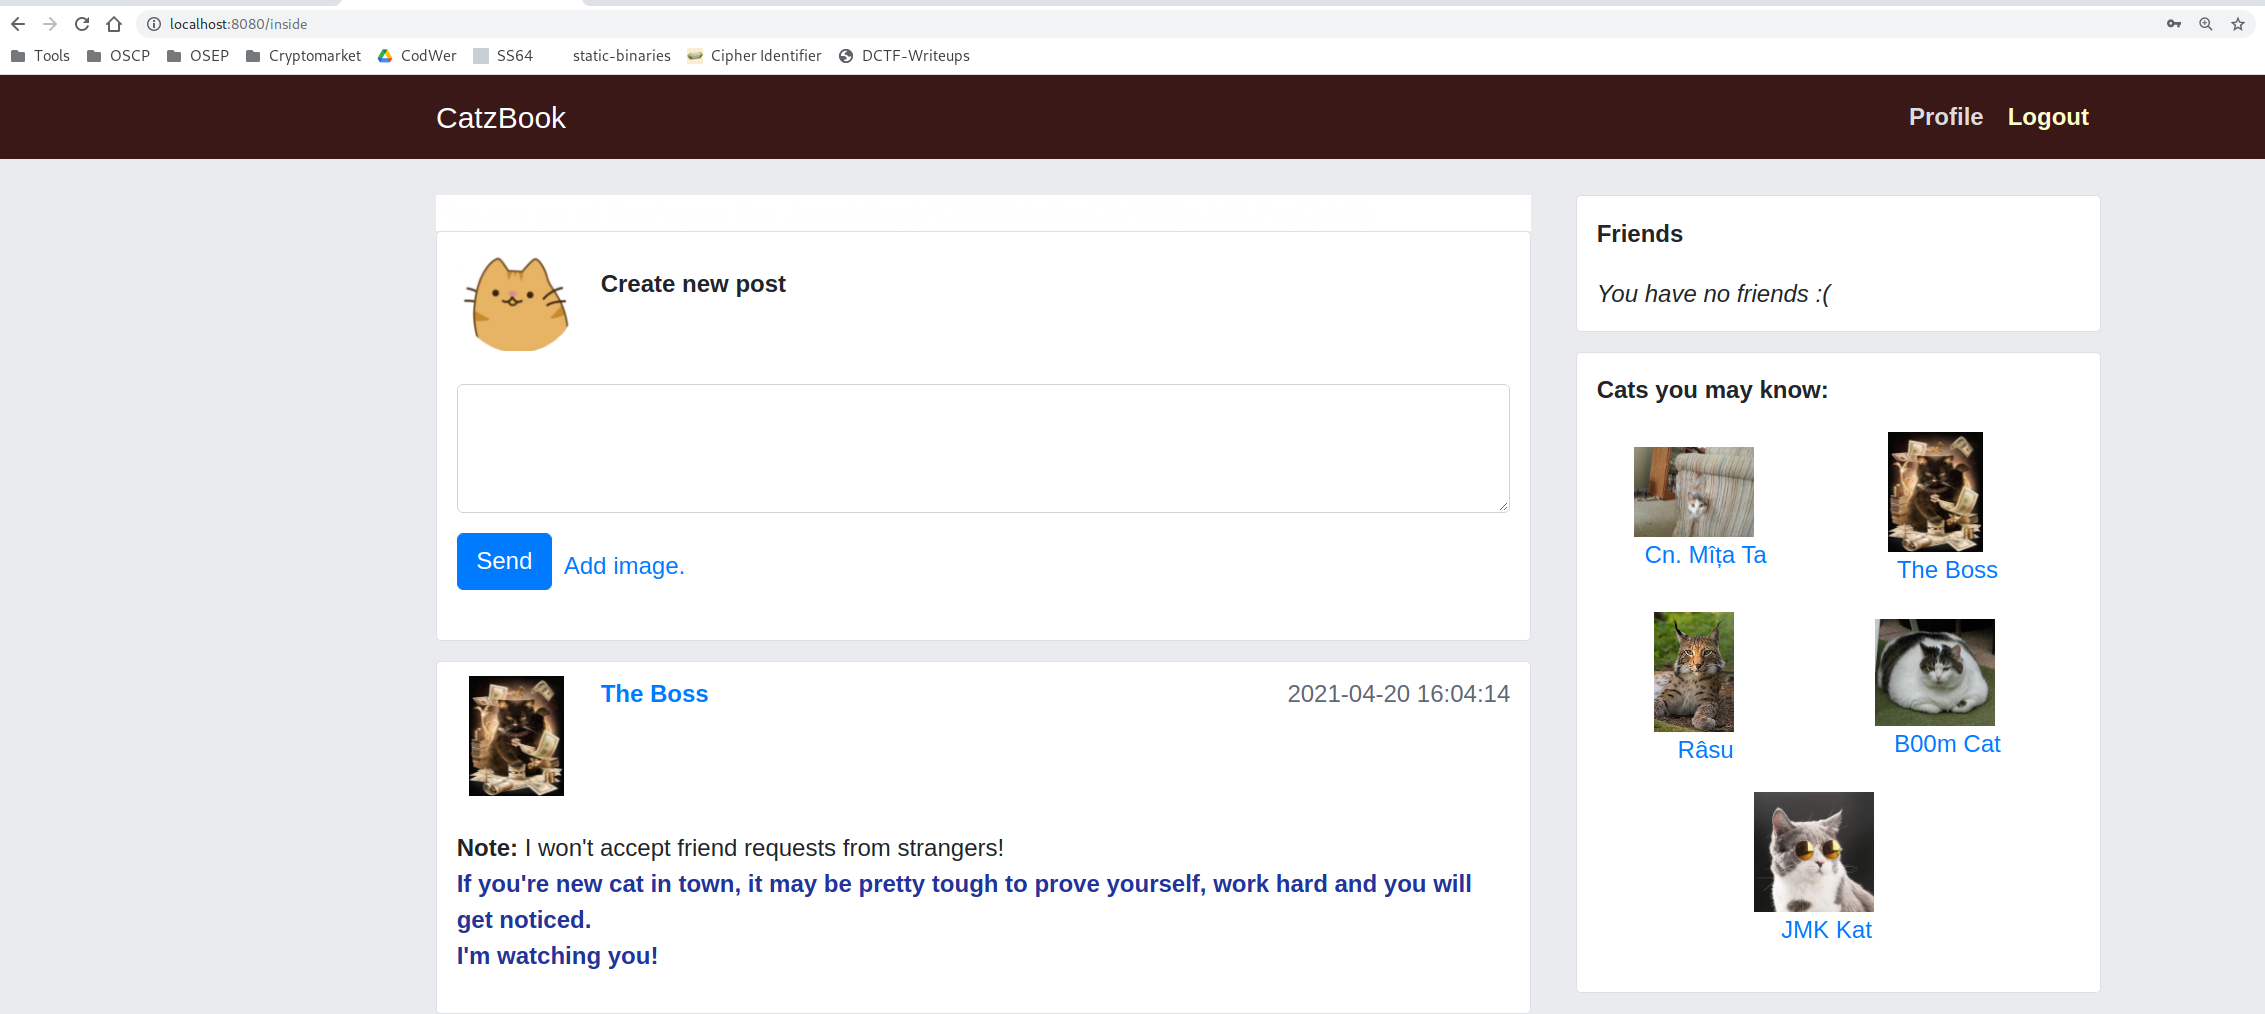 localhost:8080/inside
Tools OSCP OSEP Cryptomarket CodWer SS64 static-binaries Cipher Identifier DCTF-Writeups
CatzBook Profile Logout
Create new post
Send Add image.
The Boss 2021-04-20 16:04:14
Note: I won't accept friend requests from strangers!
If you're new cat in town, it may be pretty tough to prove yourself, work hard and you will
get noticed.
I'm watching you!
Friends
You have no friends :(
Cats you may know:
Cn. Mîța Ta
The Boss
Râsu
B00m Cat
JMK Kat